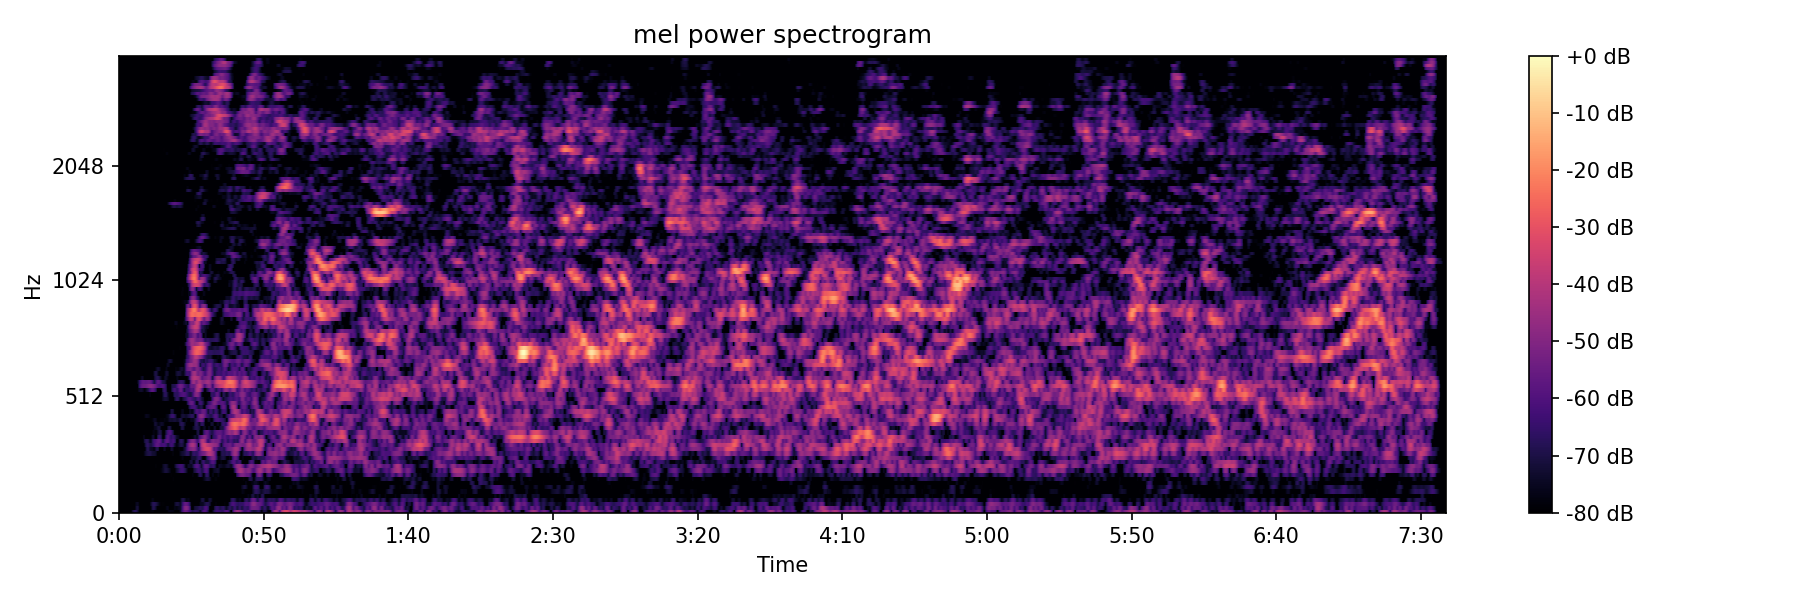 mel power spectrogram
Hz
2048
1024
512
0
0:00 0:50 1:40 2:30 3:20 4:10 5:00 5:50 6:40 7:30
Time
+0 dB
-10 dB
-20 dB
-30 dB
-40 dB
-50 dB
-60 dB
-70 dB
-80 dB